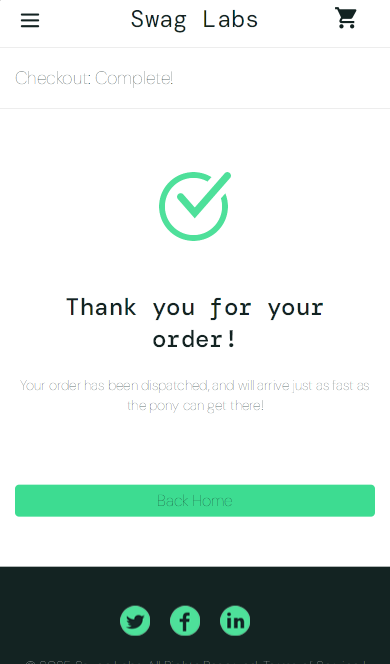 Swag Labs
Checkout: Complete!
Thank you for your
order!
Your order has been dispatched, and will arrive just as fast as
the pony can get there!
Back Home